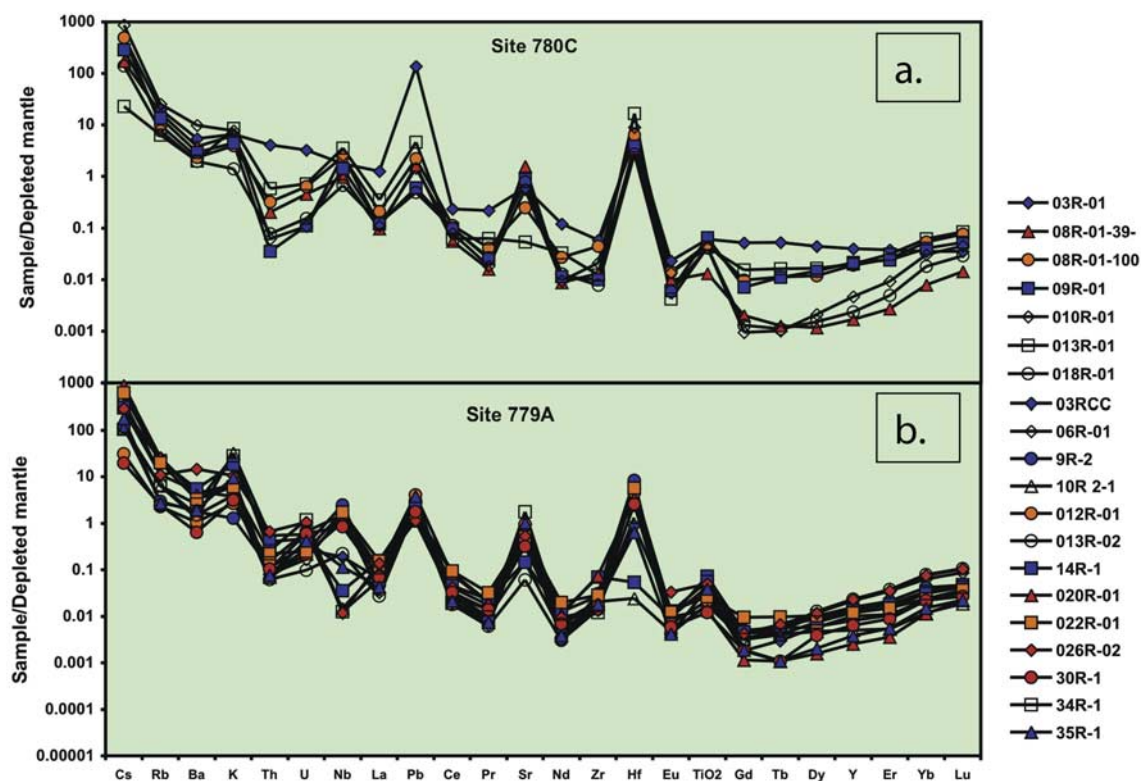 Site 780C
a.
1000
100
10
1
0.1
0.01
0.001
Sample/Depleted mantle
Site 779A
b.
1000
100
10
1
0.1
0.01
0.001
0.0001
0.00001
Sample/Depleted mantle
Cs Rb Ba K Th U Nb La Pb Ce Pr Sr Nd Zr Hf Eu TiO2 Gd Tb Dy Y Er Yb Lu
03R-01
08R-01-39-
08R-01-100
09R-01
010R-01
013R-01
018R-01
03RCC
06R-01
9R-2
10R 2-1
012R-01
013R-02
14R-1
020R-01
022R-01
026R-02
30R-1
34R-1
35R-1